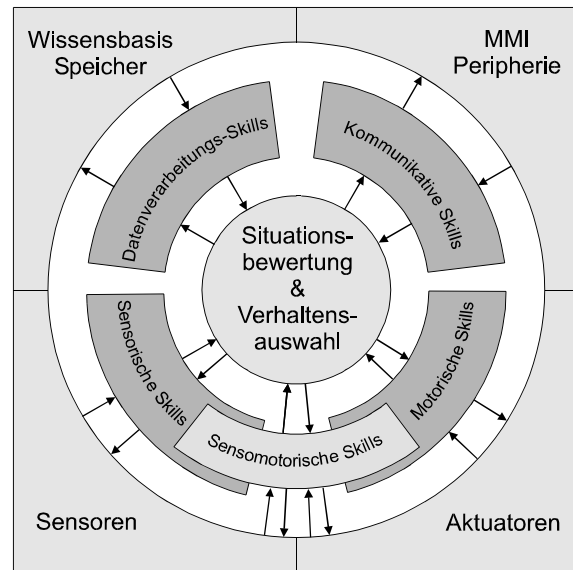 Wissensbasis
Speicher
MMI
Peripherie
Datenverarbeitungs-Skills
Kommunikative Skills
Situations-
bewertung
&
Verhaltens-
auswahl
Sensorische Skills
Motorische Skills
Sensomotorische Skills
Sensoren
Aktuatoren